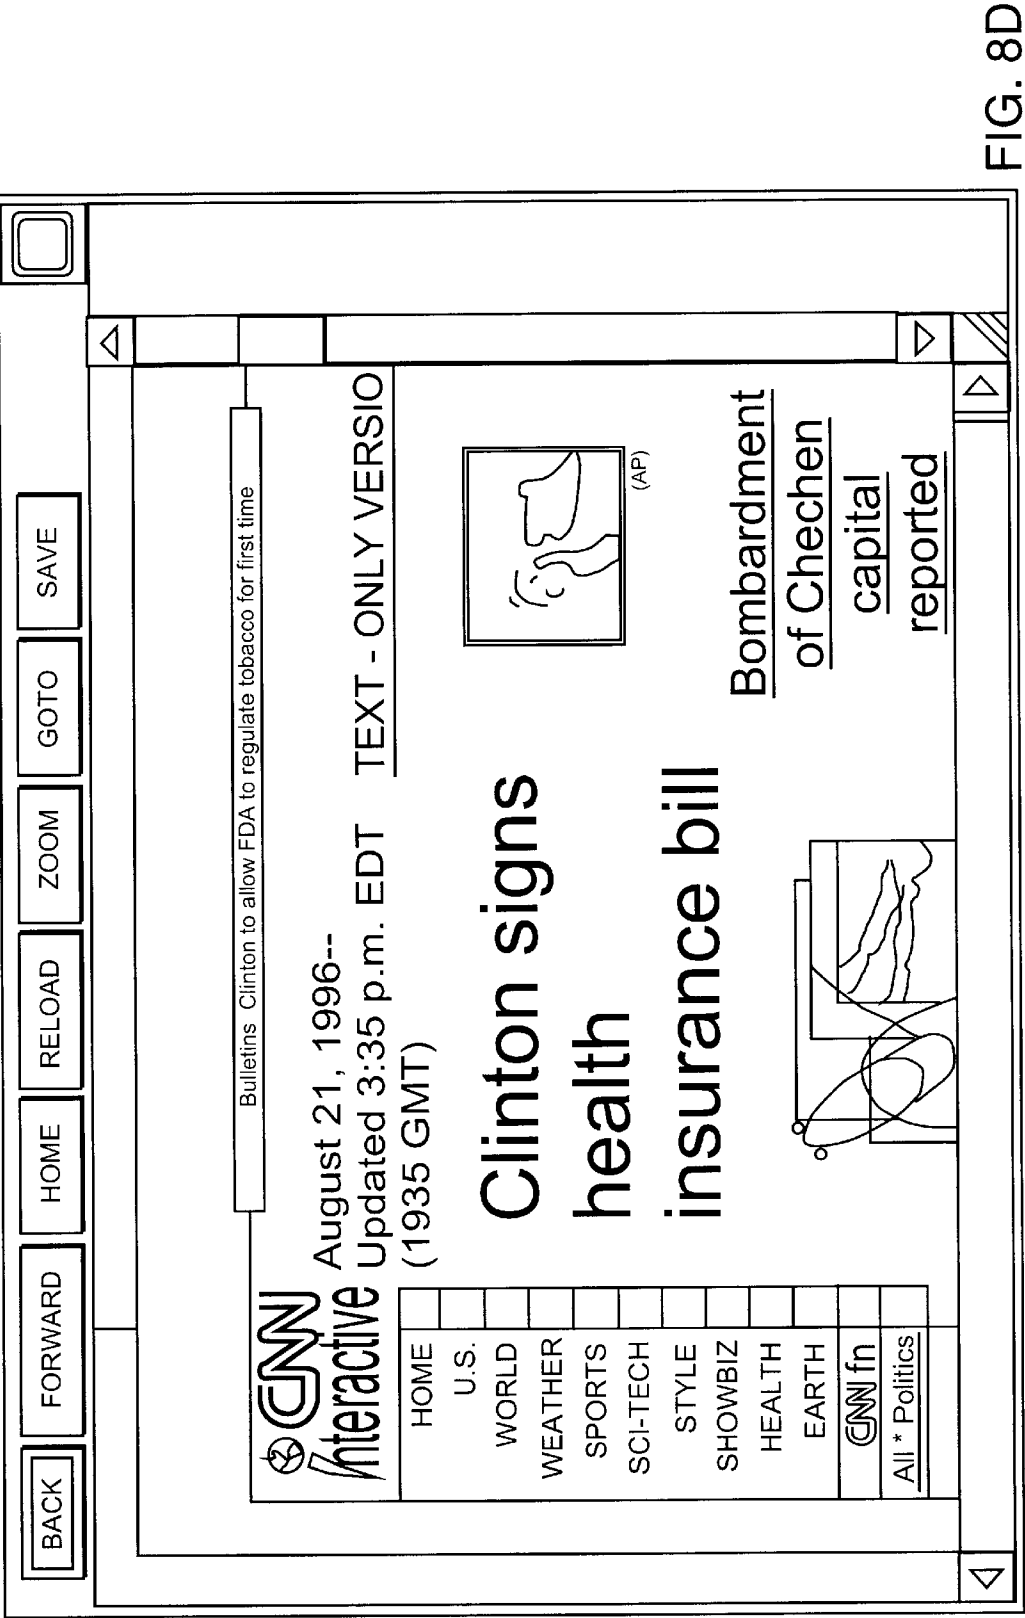 BACK FORWARD HOME RELOAD ZOOM GOTO SAVE
Bulletins Clinton to allow FDA to regulate tobacco for first time
CNN
Interactive
August 21, 1996--
Updated 3:35 p.m. EDT TEXT - ONLY VERSIO
(1935 GMT)
HOME
U.S.
WORLD
WEATHER
SPORTS
SCI-TECH
STYLE
SHOWBIZ
HEALTH
EARTH
CNN fn
All * Politics
Clinton signs
health
insurance bill
(AP)
Bombardment
of Chechen
capital
reported
FIG. 8D